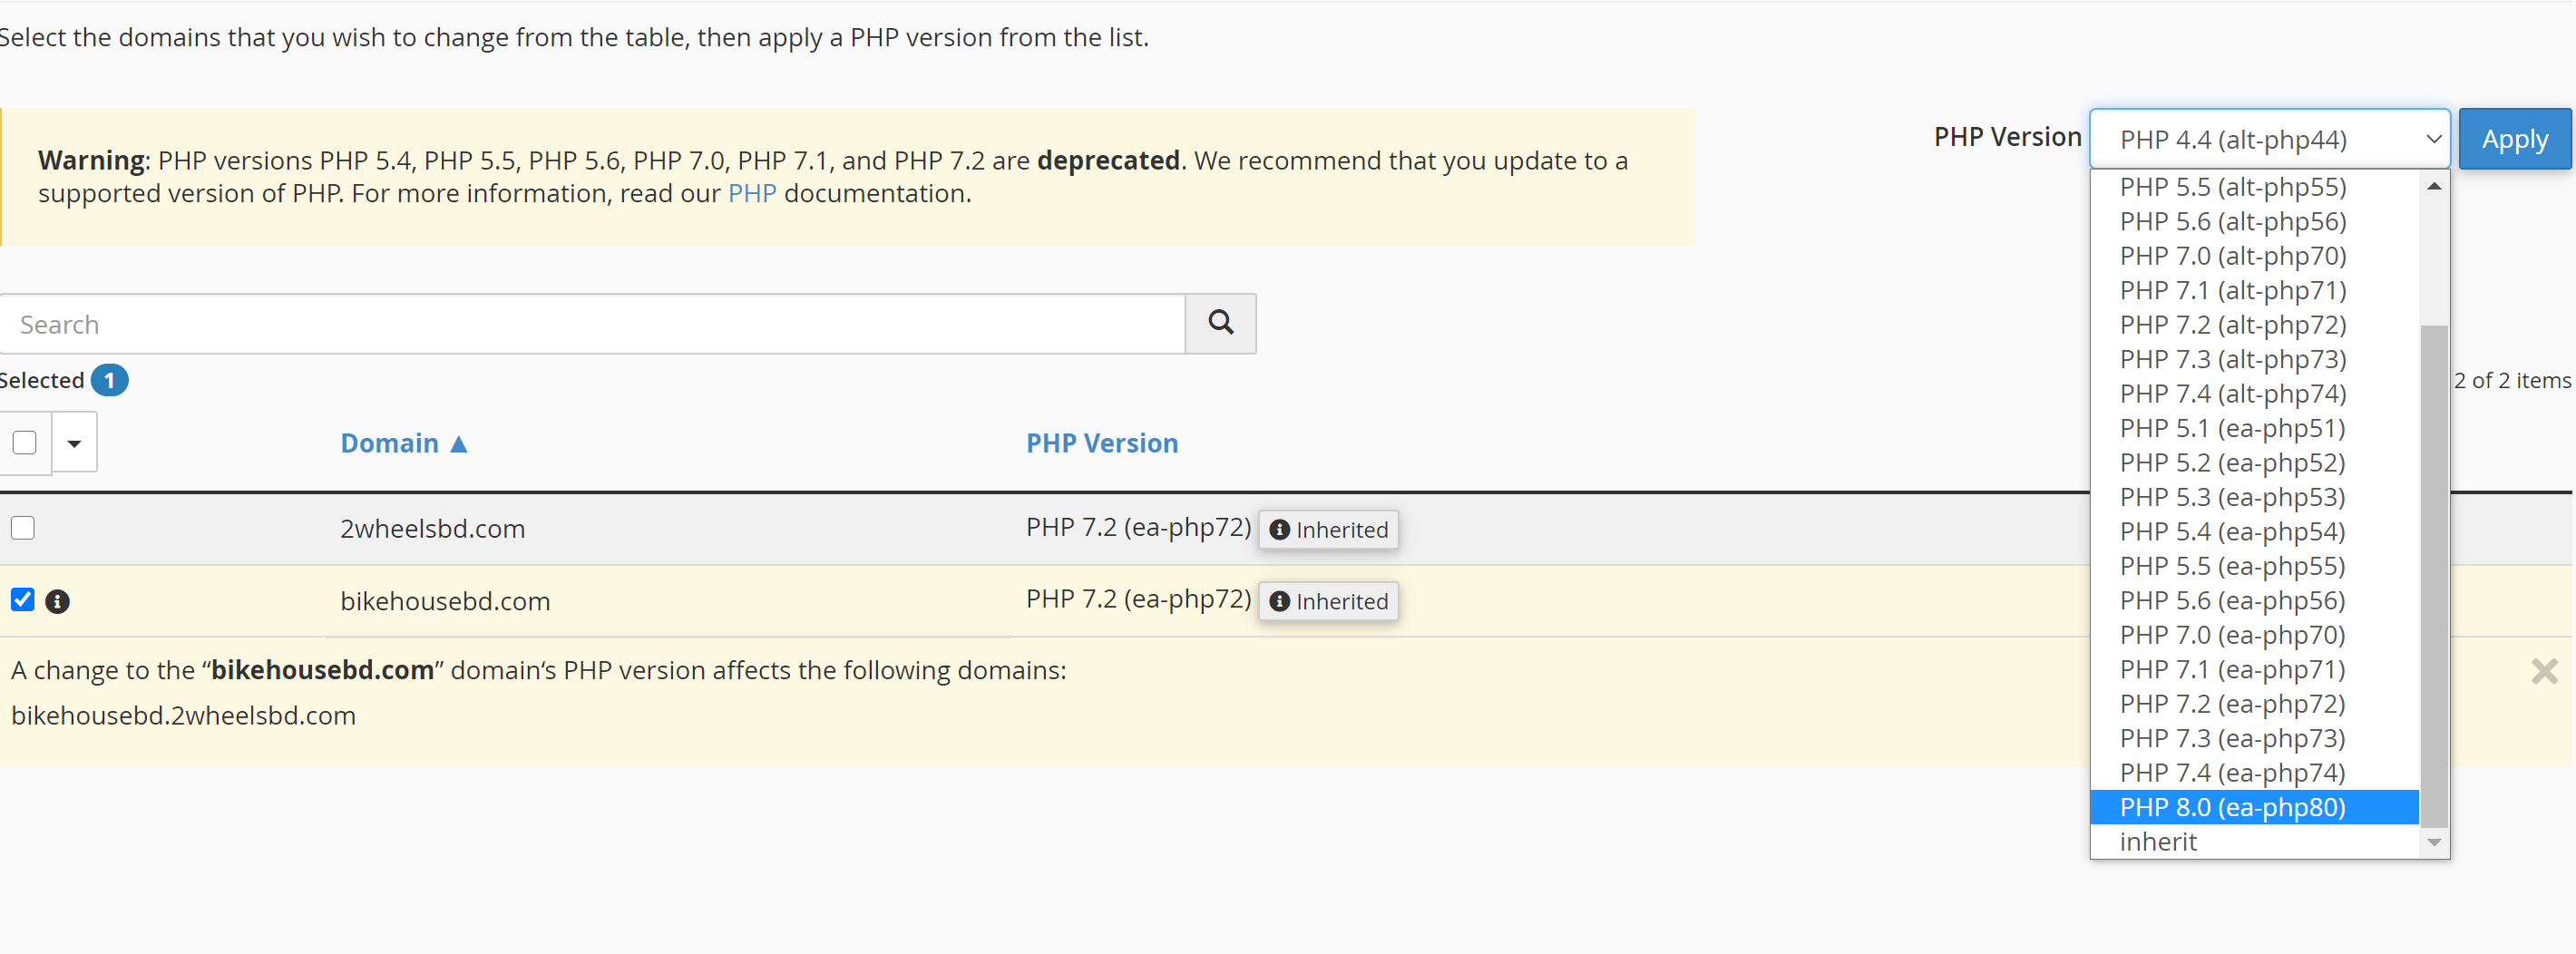 Select the domains that you wish to change from the table, then apply a PHP version from the list.
Warning: PHP versions PHP 5.4, PHP 5.5, PHP 5.6, PHP 7.0, PHP 7.1, and PHP 7.2 are deprecated. We recommend that you update to a
supported version of PHP. For more information, read our PHP documentation.
PHP Version
PHP 4.4 (alt-php44)
Apply
PHP 5.5 (alt-php55)
PHP 5.6 (alt-php56)
PHP 7.0 (alt-php70)
PHP 7.1 (alt-php71)
PHP 7.2 (alt-php72)
PHP 7.3 (alt-php73)
PHP 7.4 (alt-php74)
PHP 5.1 (ea-php51)
PHP 5.2 (ea-php52)
PHP 5.3 (ea-php53)
PHP 5.4 (ea-php54)
PHP 5.5 (ea-php55)
PHP 5.6 (ea-php56)
PHP 7.0 (ea-php70)
PHP 7.1 (ea-php71)
PHP 7.2 (ea-php72)
PHP 7.3 (ea-php73)
PHP 7.4 (ea-php74)
PHP 8.0 (ea-php80)
inherit
Search
Selected 1
2 of 2 items
Domain PHP Version
2wheelsbd.com PHP 7.2 (ea-php72) Inherited
bikehousebd.com PHP 7.2 (ea-php72) Inherited
A change to the “bikehousebd.com” domain‘s PHP version affects the following domains:
bikehousebd.2wheelsbd.com